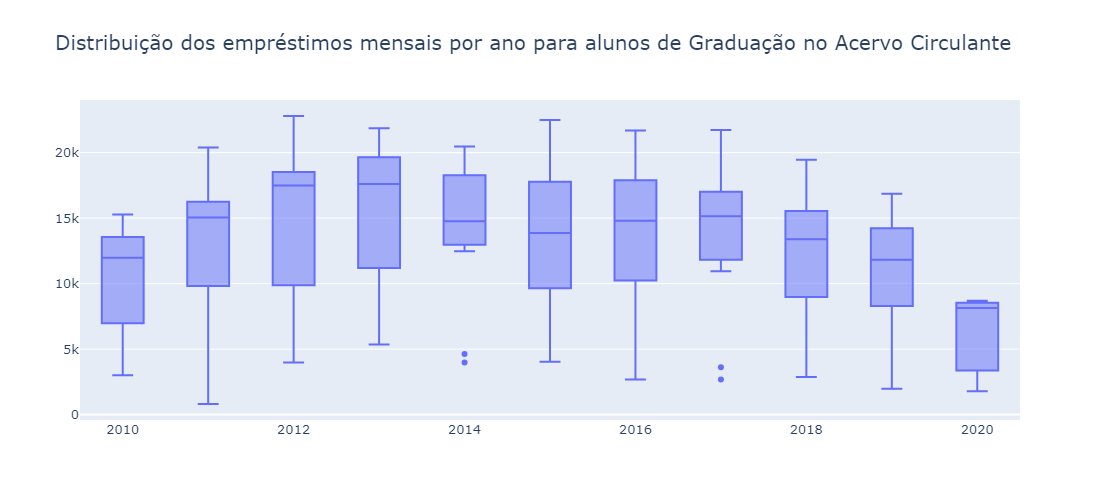 Distribuição dos empréstimos mensais por ano para alunos de Graduação no Acervo Circulante
20k
15k
10k
5k
0
2010 2012 2014 2016 2018 2020